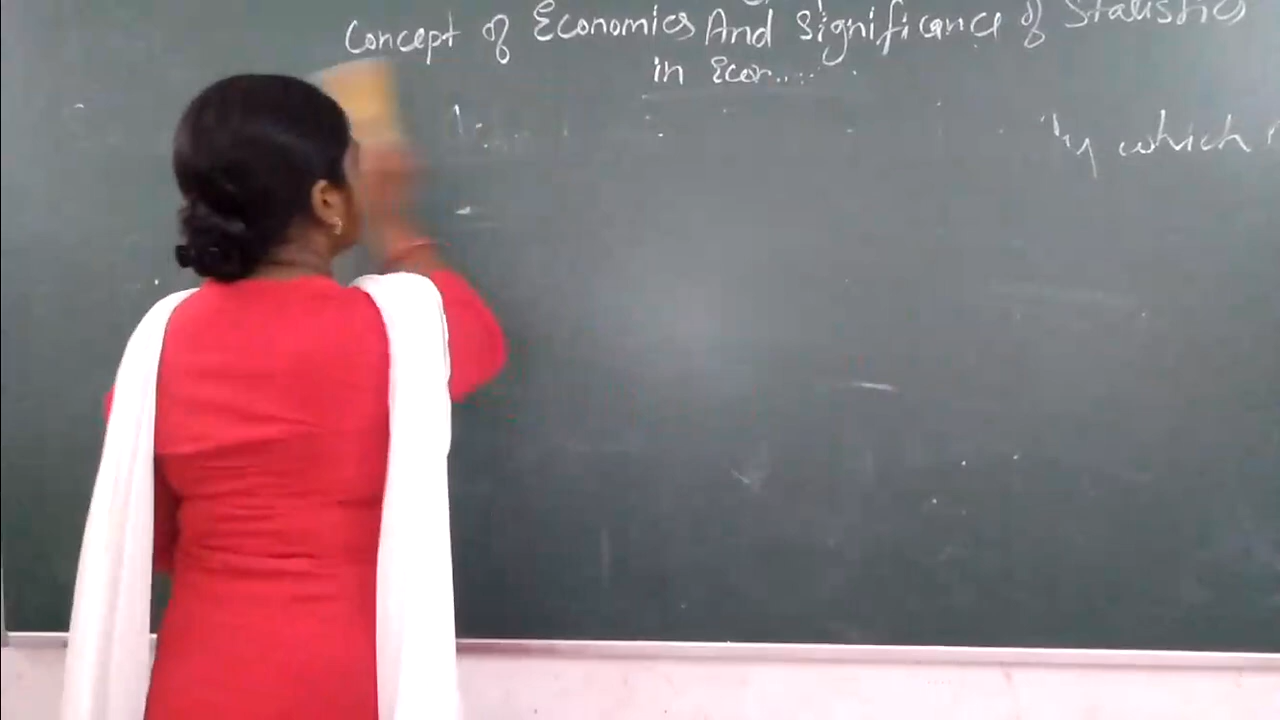 Concept of Economics And Significance of Statistics
in Econ....
by which